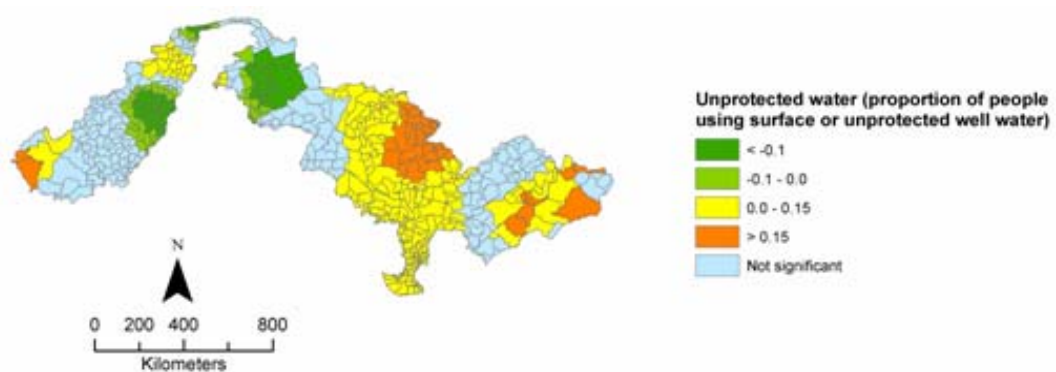 Unprotected water (proportion of people
using surface or unprotected well water)
< -0.1
-0.1 - 0.0
0.0 - 0.15
> 0.15
Not significant
N
0 200 400 800
Kilometers